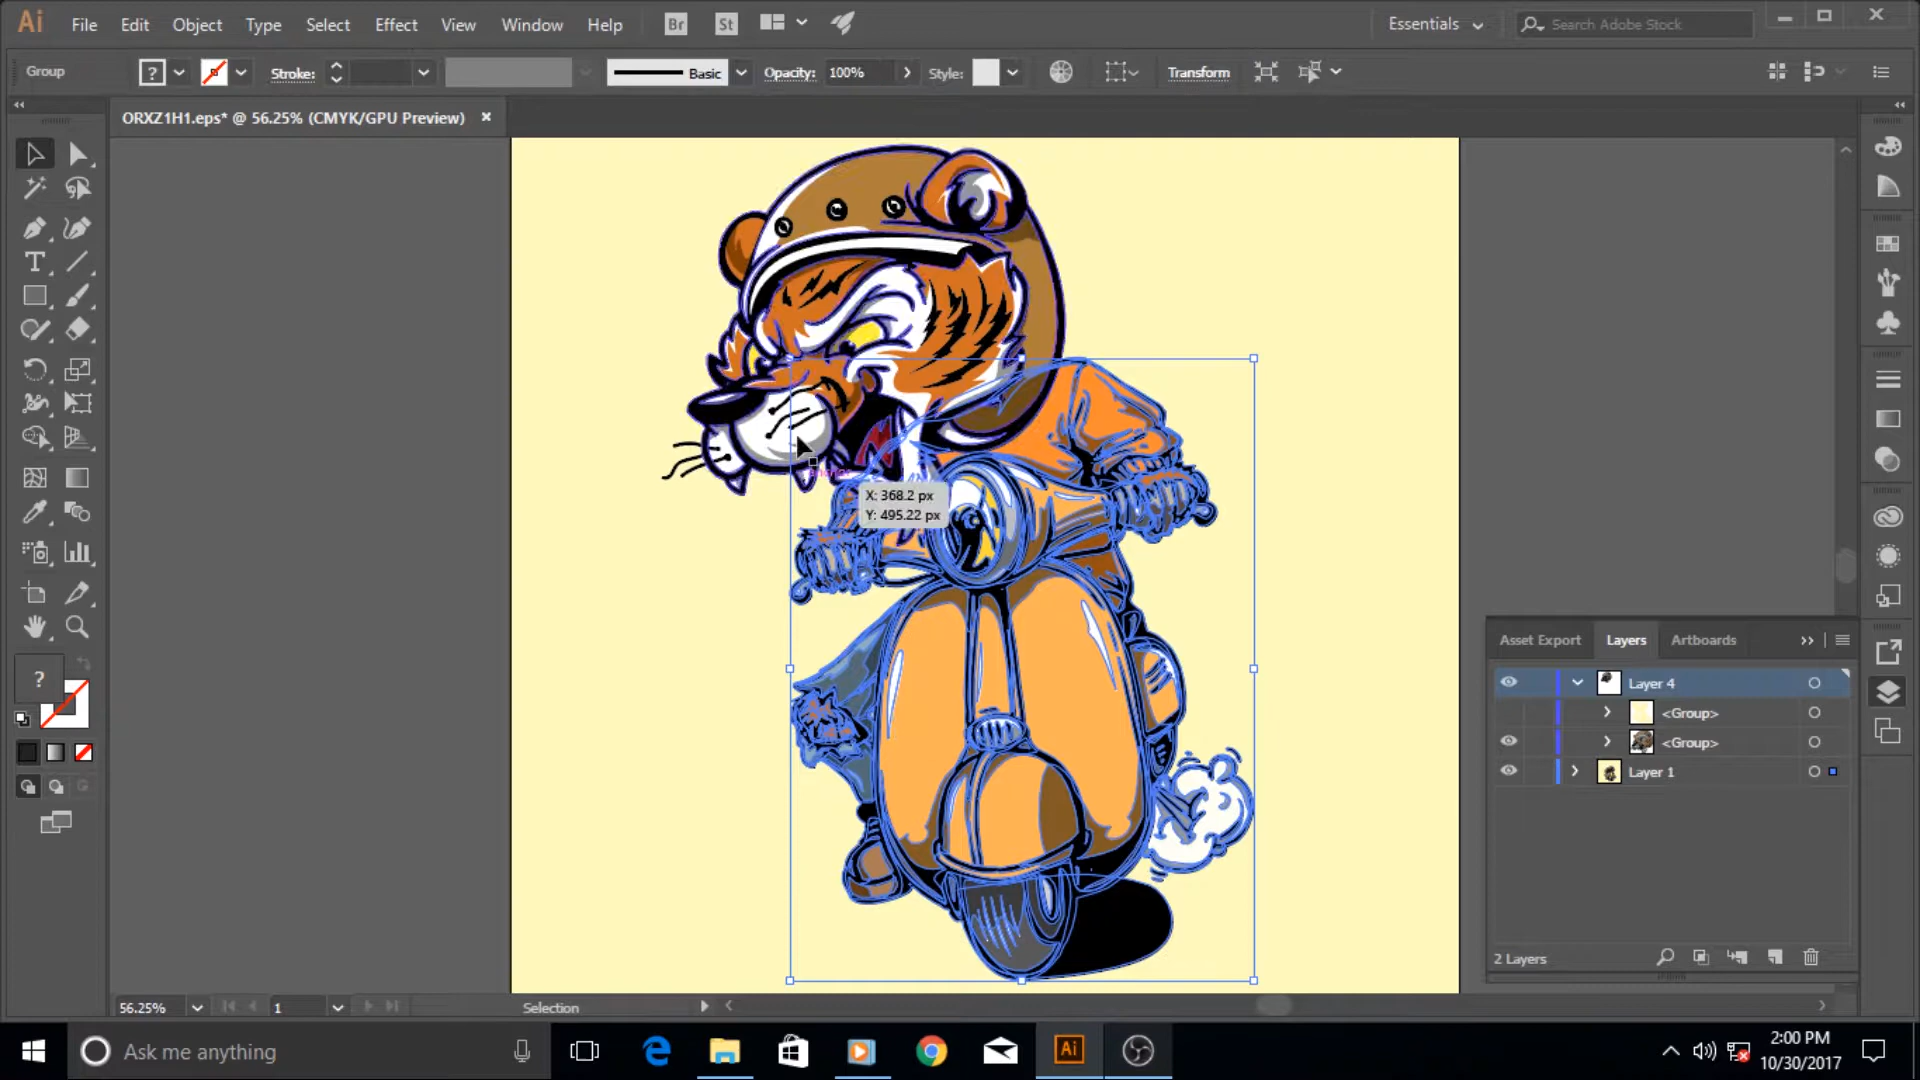 Ai File Edit Object Type Select Effect View Window Help Br St Essentials Search Adobe Stock
Group ? Stroke: Basic Opacity: 100% Style: Transform
ORXZ1H1.eps* @ 56.25% (CMYK/GPU Preview)
anchor
X: 368.2 px
Y: 495.22 px
?
Asset Export Layers Artboards
Layer 4
<Group>
<Group>
Layer 1
2 Layers
56.25% 1 Selection
Ask me anything Ai
2:00 PM
10/30/2017